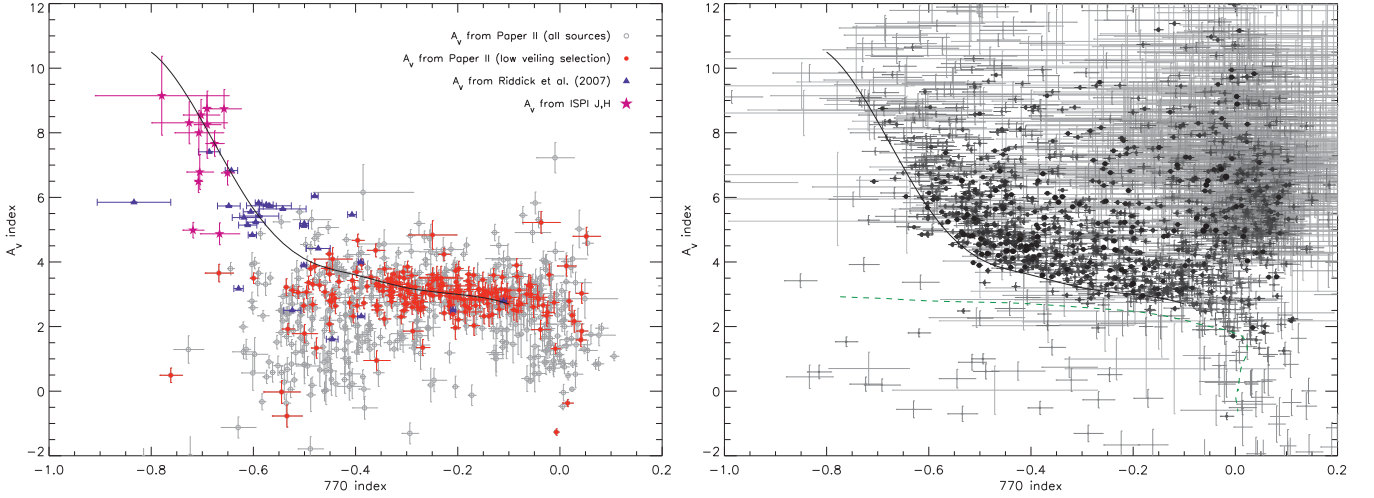 12
10
8
6
4
2
0
−2
A_v index
A_v from Paper II (all sources)
A_v from Paper II (low veiling selection)
A_v from Riddick et al. (2007)
A_v from ISPI J,H
−1.0 −0.8 −0.6 −0.4 −0.2 0.0 0.2
770 index
12
10
8
6
4
2
0
−2
A_v index
−1.0 −0.8 −0.6 −0.4 −0.2 0.0 0.2
770 index